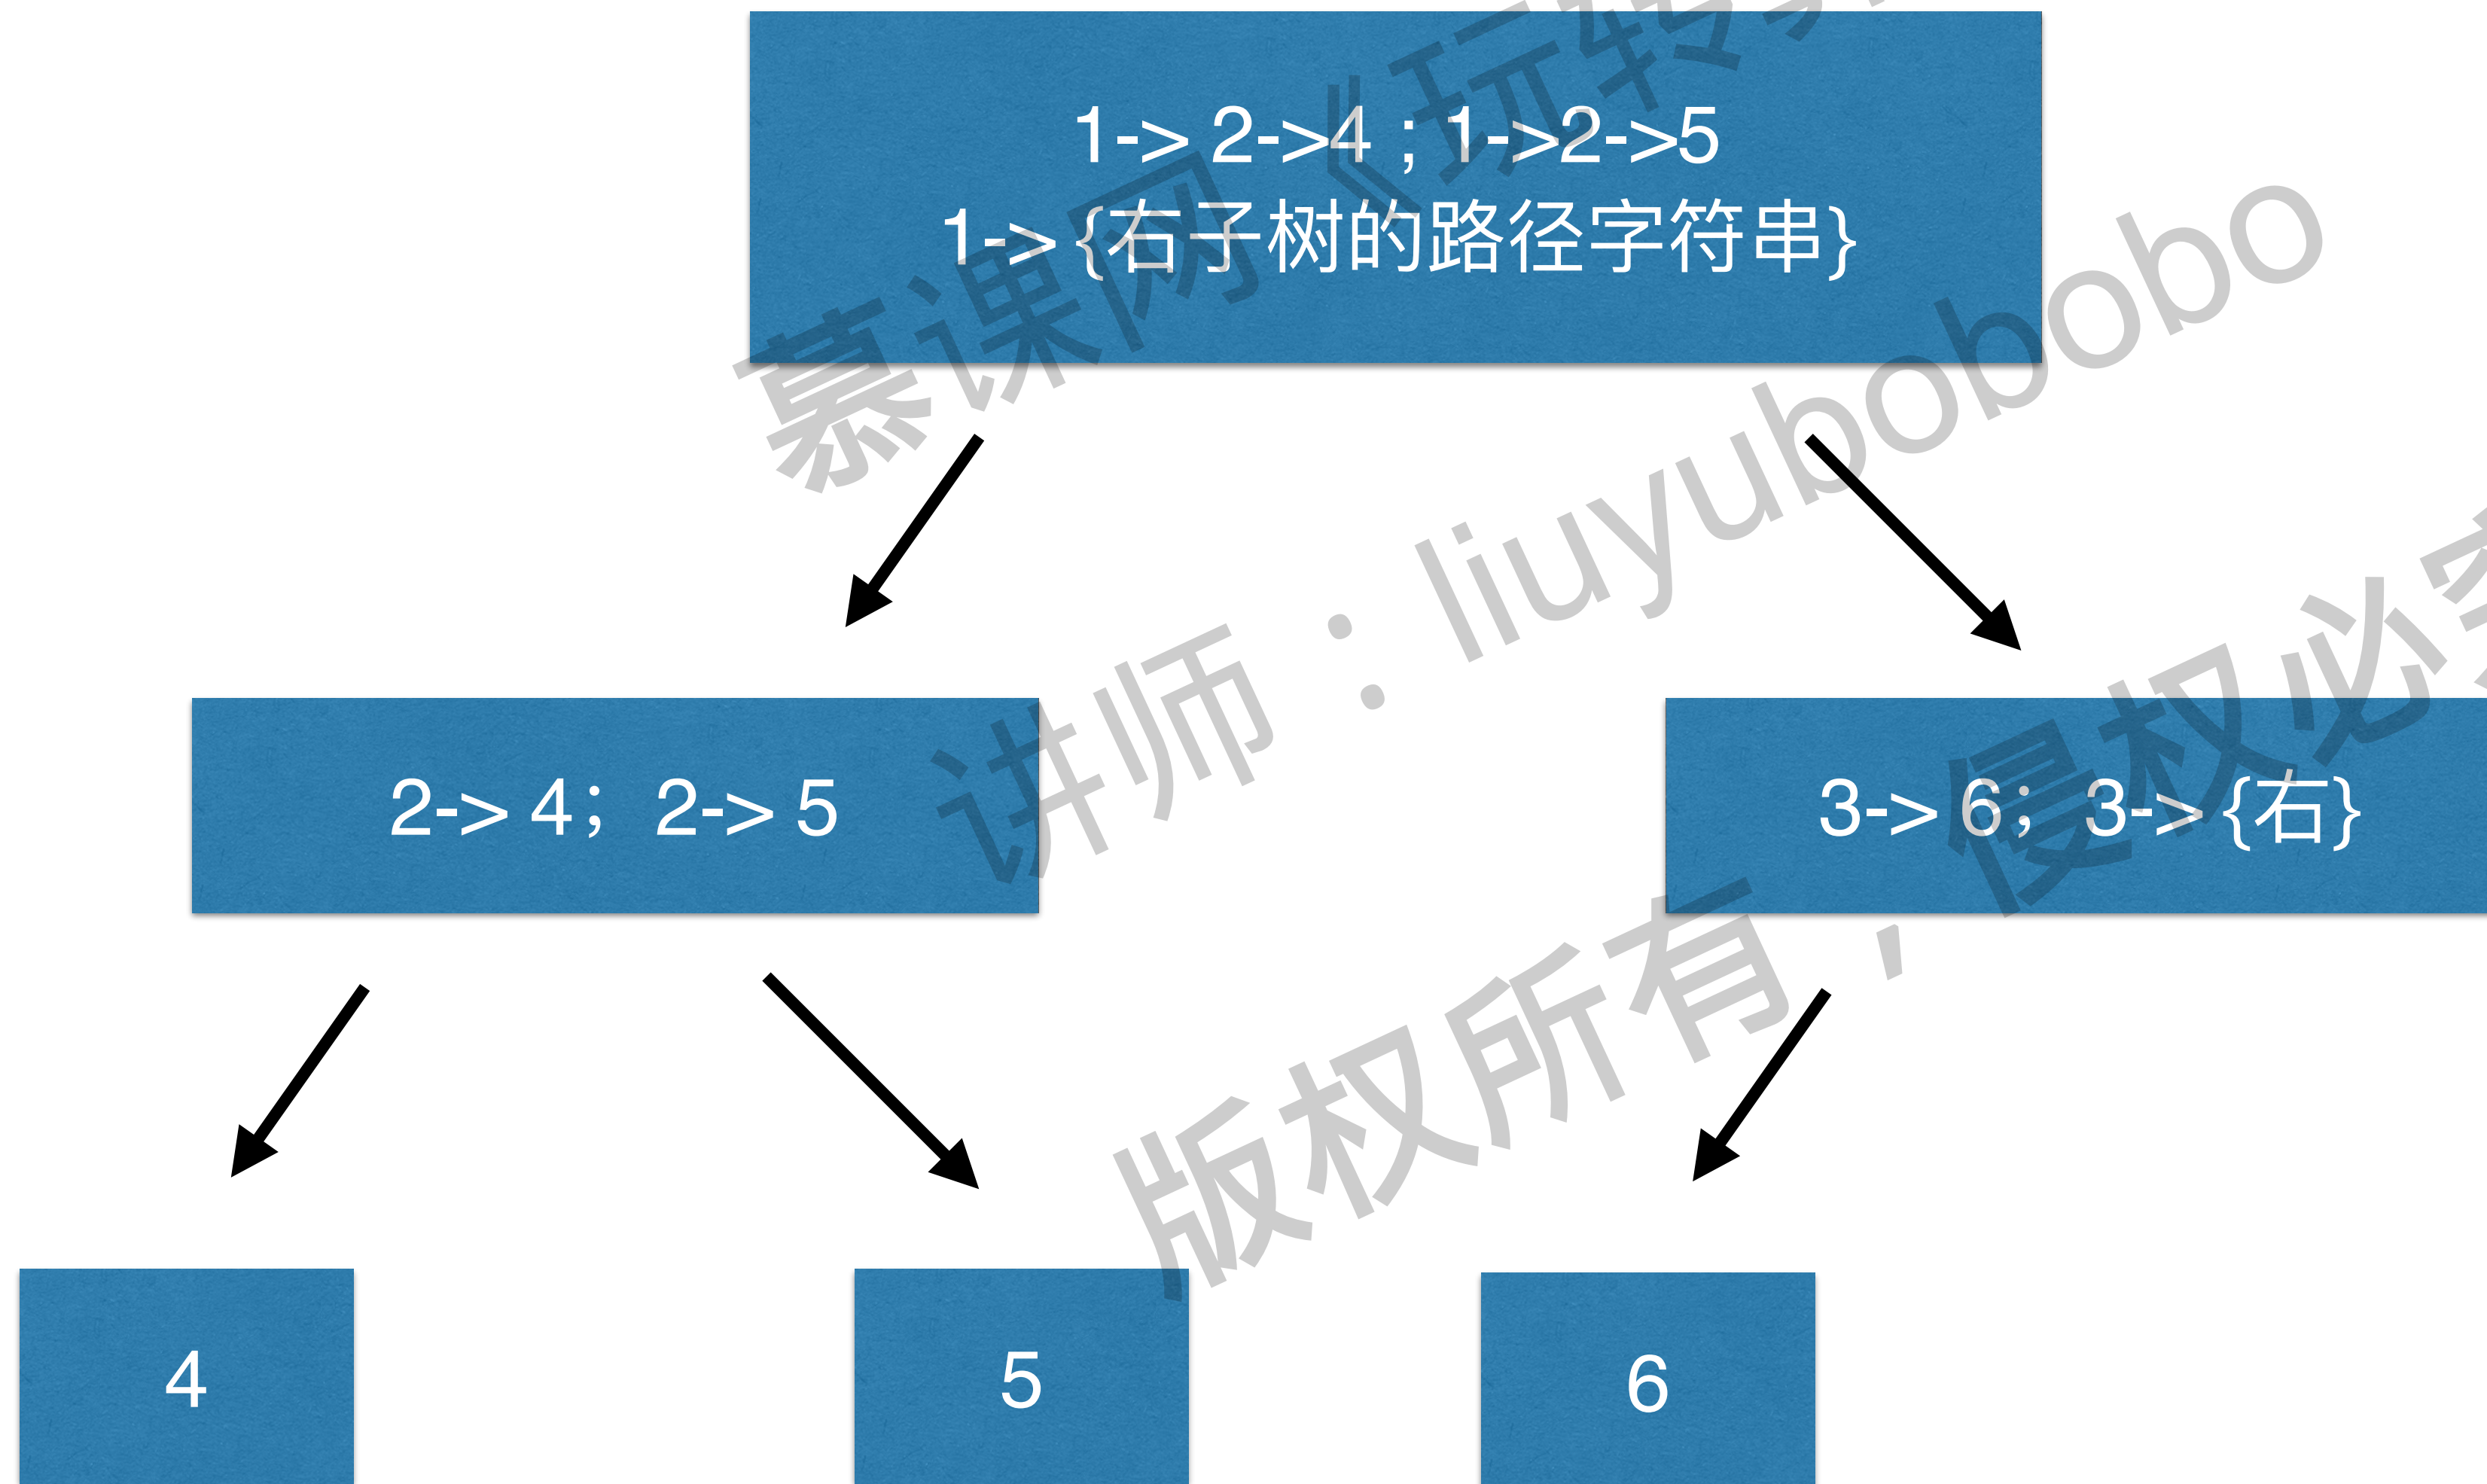 1-> 2->4 ; 1->2->5
1-> {右子树的路径字符串}
2-> 4； 2-> 5
3-> 6； 3-> {右}
4
5
6
慕课网《玩转
讲师：liuyubobobo
版权所有，侵权必